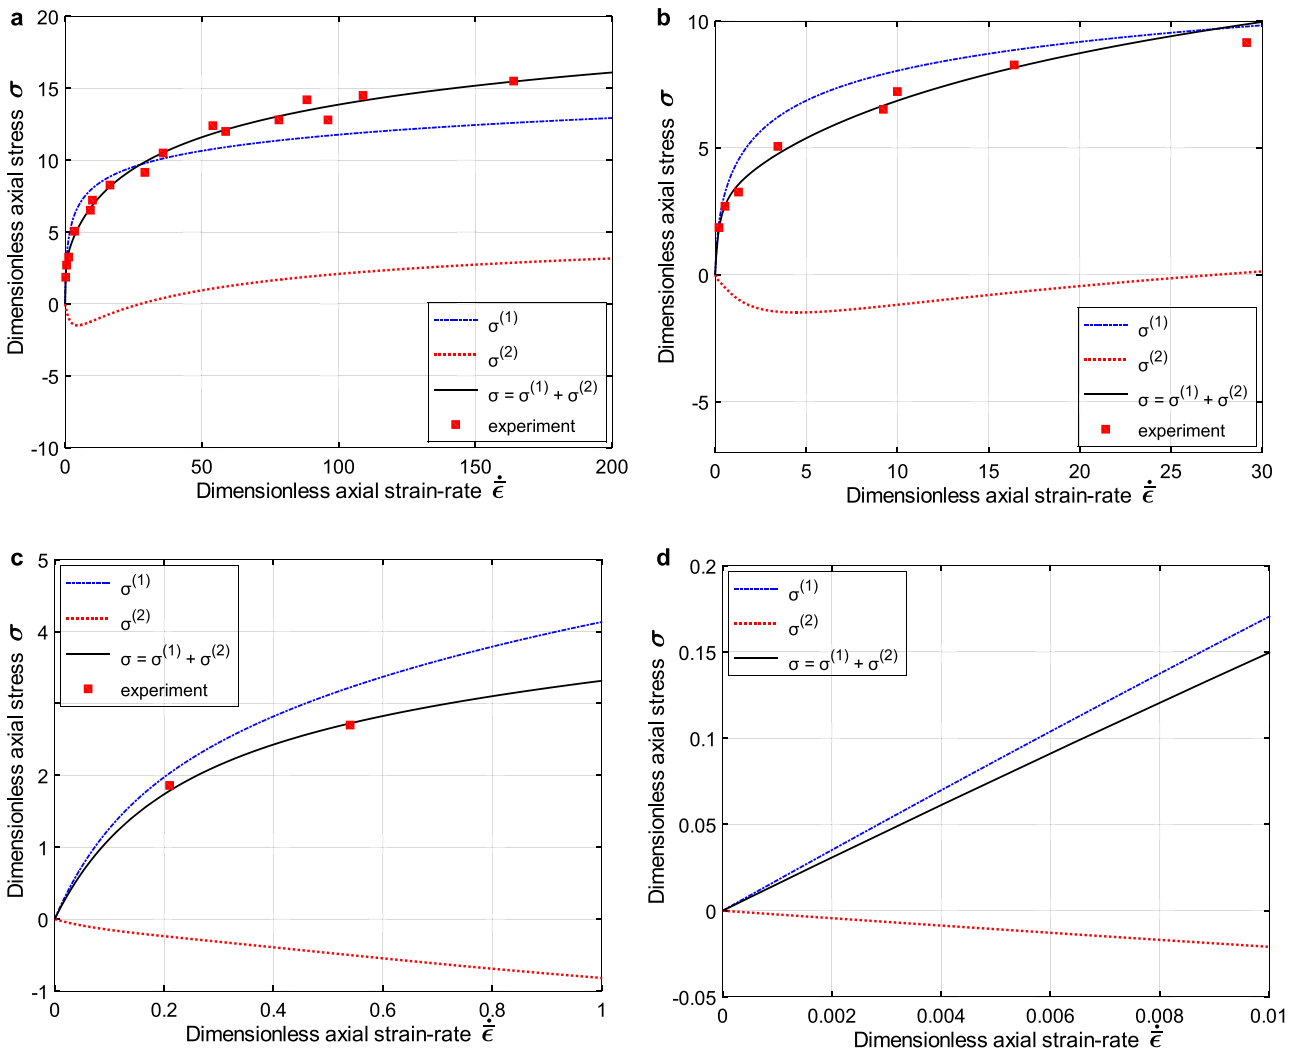 a
20
15
10
5
0
-5
-10
0 50 100 150 200
Dimensionless axial stress σ
Dimensionless axial strain-rate ε̄̇
σ(1)
σ(2)
σ = σ(1) + σ(2)
experiment
b
10
5
0
-5
0 5 10 15 20 25 30
Dimensionless axial stress σ
Dimensionless axial strain-rate ε̄̇
σ(1)
σ(2)
σ = σ(1) + σ(2)
experiment
c
5
4
2
1
0
-1
0 0.2 0.4 0.6 0.8 1
Dimensionless axial stress σ
Dimensionless axial strain-rate ε̄̇
σ(1)
σ(2)
σ = σ(1) + σ(2)
experiment
d
0.2
0.15
0.1
0.05
0
-0.05
0 0.002 0.004 0.006 0.008 0.01
Dimensionless axial stress σ
Dimensionless axial strain-rate ε̄̇
σ(1)
σ(2)
σ = σ(1) + σ(2)